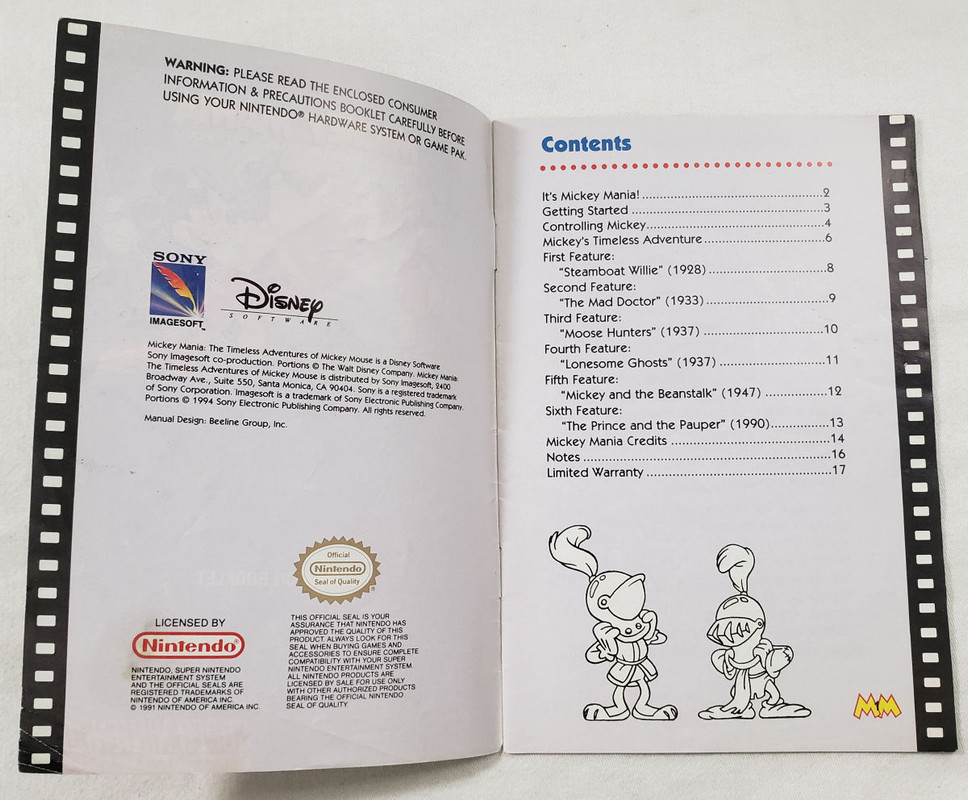 WARNING: PLEASE READ THE ENCLOSED CONSUMER
INFORMATION & PRECAUTIONS BOOKLET CAREFULLY BEFORE
USING YOUR NINTENDO® HARDWARE SYSTEM OR GAME PAK.
SONY
IMAGESOFT™
Disney
SOFTWARE
Mickey Mania: The Timeless Adventures of Mickey Mouse is a Disney Software
Sony Imagesoft co-production. Portions © The Walt Disney Company. Mickey Mania:
The Timeless Adventures of Mickey Mouse is distributed by Sony Imagesoft, 2400
Broadway Ave., Suite 550, Santa Monica, CA 90404. Sony is a registered trademark
of Sony Corporation. Imagesoft is a trademark of Sony Electronic Publishing Company.
Portions © 1994 Sony Electronic Publishing Company. All rights reserved.
Manual Design: Beeline Group, Inc.
Official
Nintendo
Seal of Quality
LICENSED BY
Nintendo®
NINTENDO, SUPER NINTENDO
ENTERTAINMENT SYSTEM
AND THE OFFICIAL SEALS ARE
REGISTERED TRADEMARKS OF
NINTENDO OF AMERICA INC.
© 1991 NINTENDO OF AMERICA INC.
THIS OFFICIAL SEAL IS YOUR
ASSURANCE THAT NINTENDO HAS
APPROVED THE QUALITY OF THIS
PRODUCT. ALWAYS LOOK FOR THIS
SEAL WHEN BUYING GAMES AND
ACCESSORIES TO ENSURE COMPLETE
COMPATIBILITY WITH YOUR SUPER
NINTENDO ENTERTAINMENT SYSTEM.
ALL NINTENDO PRODUCTS ARE
LICENSED BY SALE FOR USE ONLY
WITH OTHER AUTHORIZED PRODUCTS
BEARING THE OFFICIAL NINTENDO
SEAL OF QUALITY.
Contents
It's Mickey Mania! 2
Getting Started 3
Controlling Mickey 4
Mickey's Timeless Adventure 6
First Feature:
"Steamboat Willie" (1928) 8
Second Feature:
"The Mad Doctor" (1933) 9
Third Feature:
"Moose Hunters" (1937) 10
Fourth Feature:
"Lonesome Ghosts" (1937) 11
Fifth Feature:
"Mickey and the Beanstalk" (1947) 12
Sixth Feature:
"The Prince and the Pauper" (1990) 13
Mickey Mania Credits 14
Notes 16
Limited Warranty 17
MM